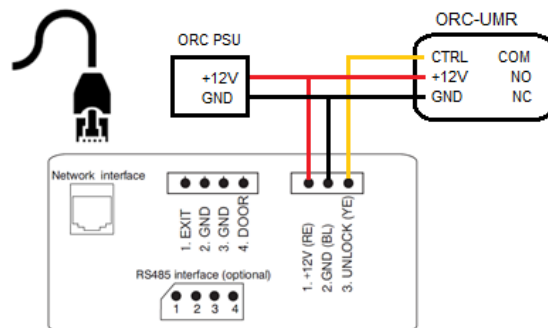 ORC-UMR
ORC PSU
+12V
GND
CTRL COM
+12V NO
GND NC
Network interface
1. EXIT
2. GND
3. GND
4. DOOR
1. +12V (RE)
2.GND (BL)
3. UNLOCK (YE)
RS485 interface (optional)
1 2 3 4